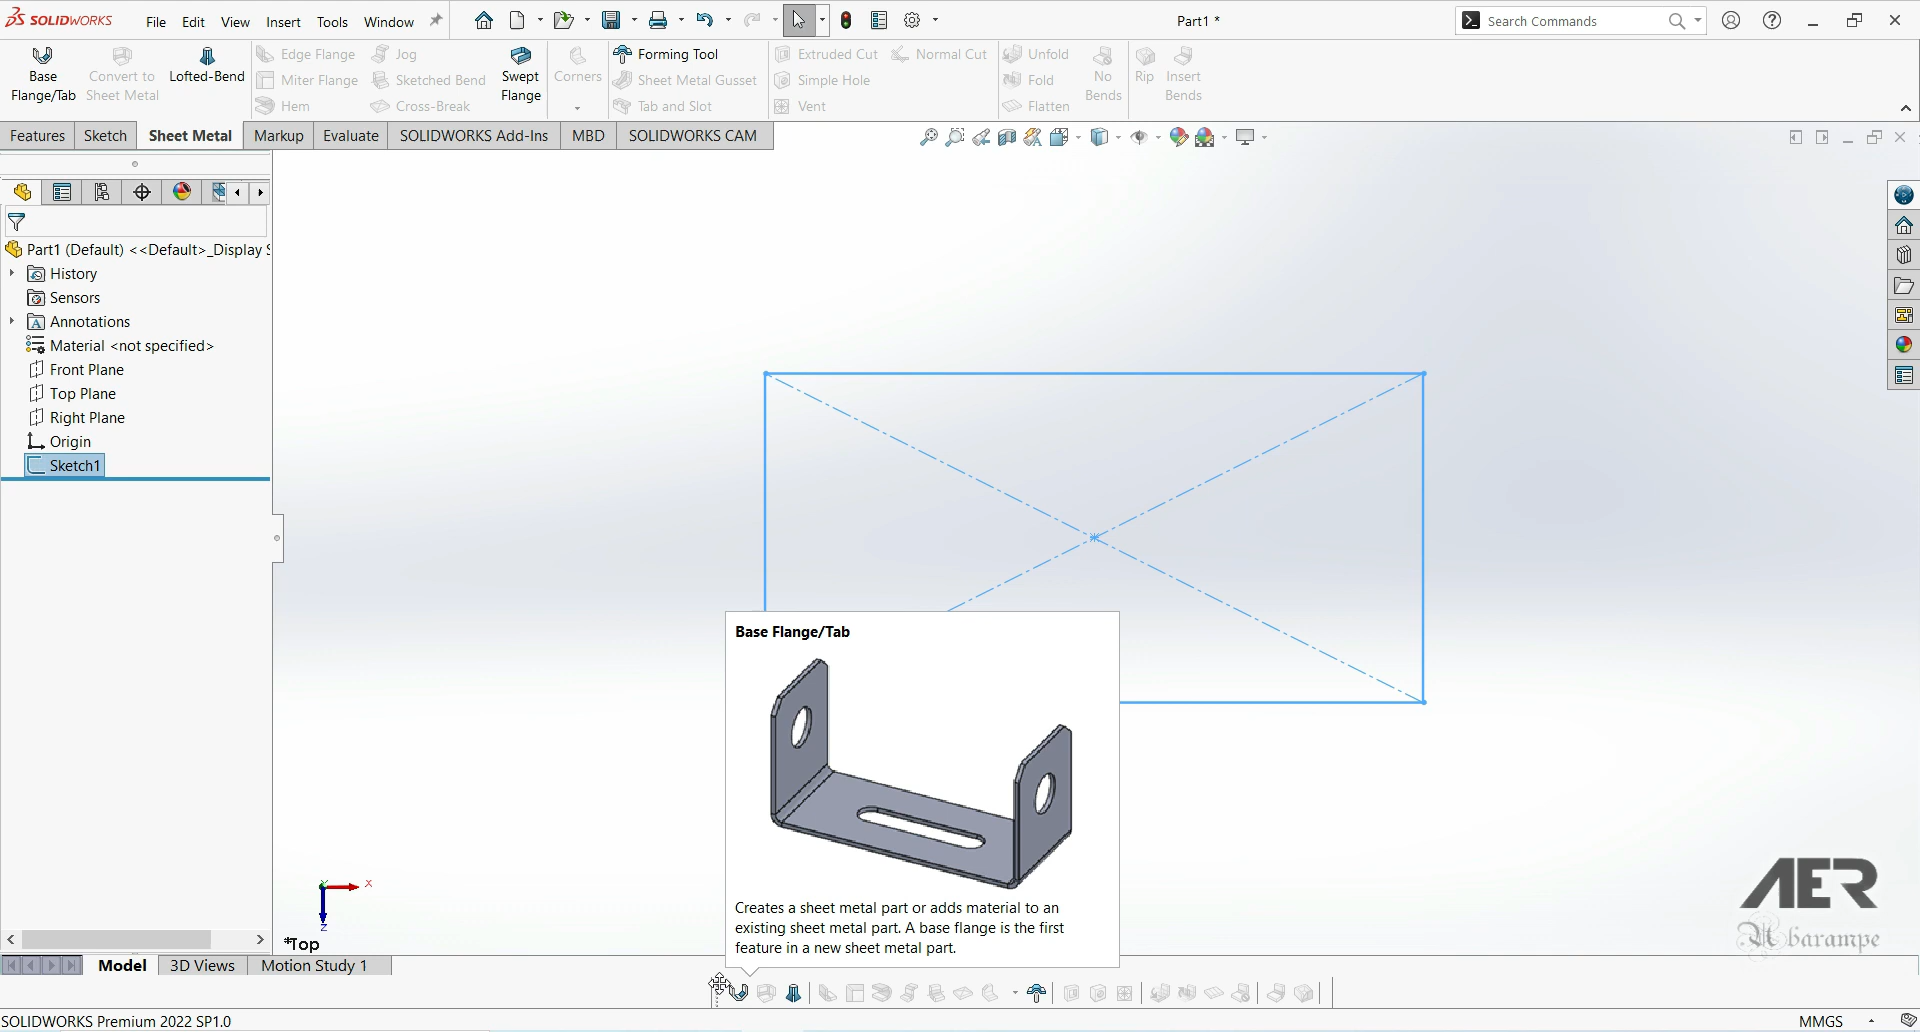 SOLIDWORKS File Edit View Insert Tools Window Part1 * Search Commands
Base Flange/Tab
Convert to Sheet Metal
Lofted-Bend
Edge Flange
Miter Flange
Hem
Jog
Sketched Bend
Cross-Break
Swept Flange
Corners
Forming Tool
Sheet Metal Gusset
Tab and Slot
Extruded Cut
Simple Hole
Vent
Normal Cut
Unfold
Fold
Flatten
No Bends
Rip
Insert Bends
Features Sketch Sheet Metal Markup Evaluate SOLIDWORKS Add-Ins MBD SOLIDWORKS CAM
Part1 (Default) <<Default>_Display S
History
Sensors
A Annotations
Material <not specified>
Front Plane
Top Plane
Right Plane
Origin
Sketch1
Base Flange/Tab
Creates a sheet metal part or adds material to an
existing sheet metal part. A base flange is the first
feature in a new sheet metal part.
X
Y
Z
*Top
AER
Mbarampe
Model 3D Views Motion Study 1
SOLIDWORKS Premium 2022 SP1.0 MMGS